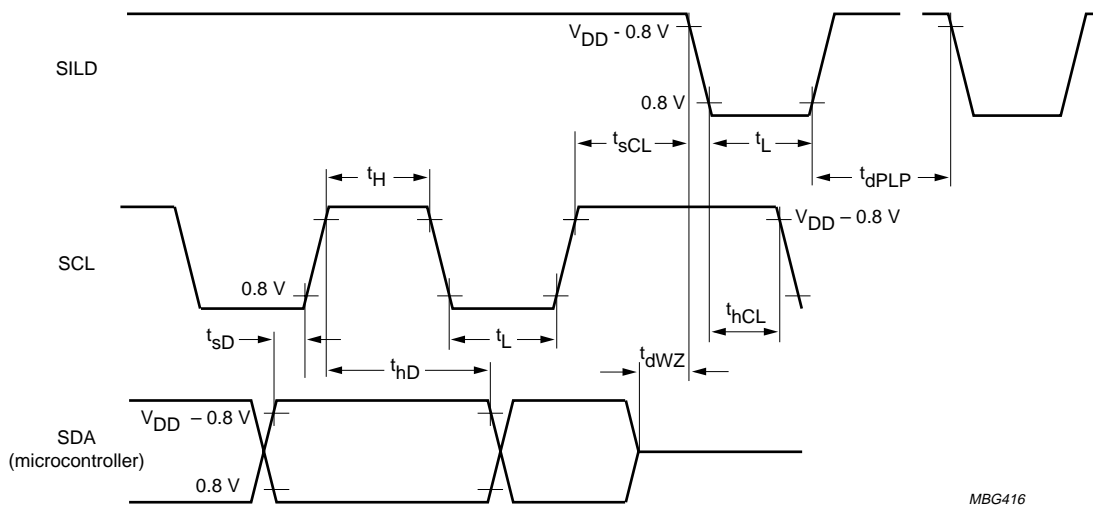 VDD - 0.8 V
SILD
0.8 V
tsCL
tL
tdPLP
tH
VDD – 0.8 V
SCL
0.8 V
thCL
tsD
tL
thD
tdWZ
VDD – 0.8 V
SDA
(microcontroller)
0.8 V
MBG416